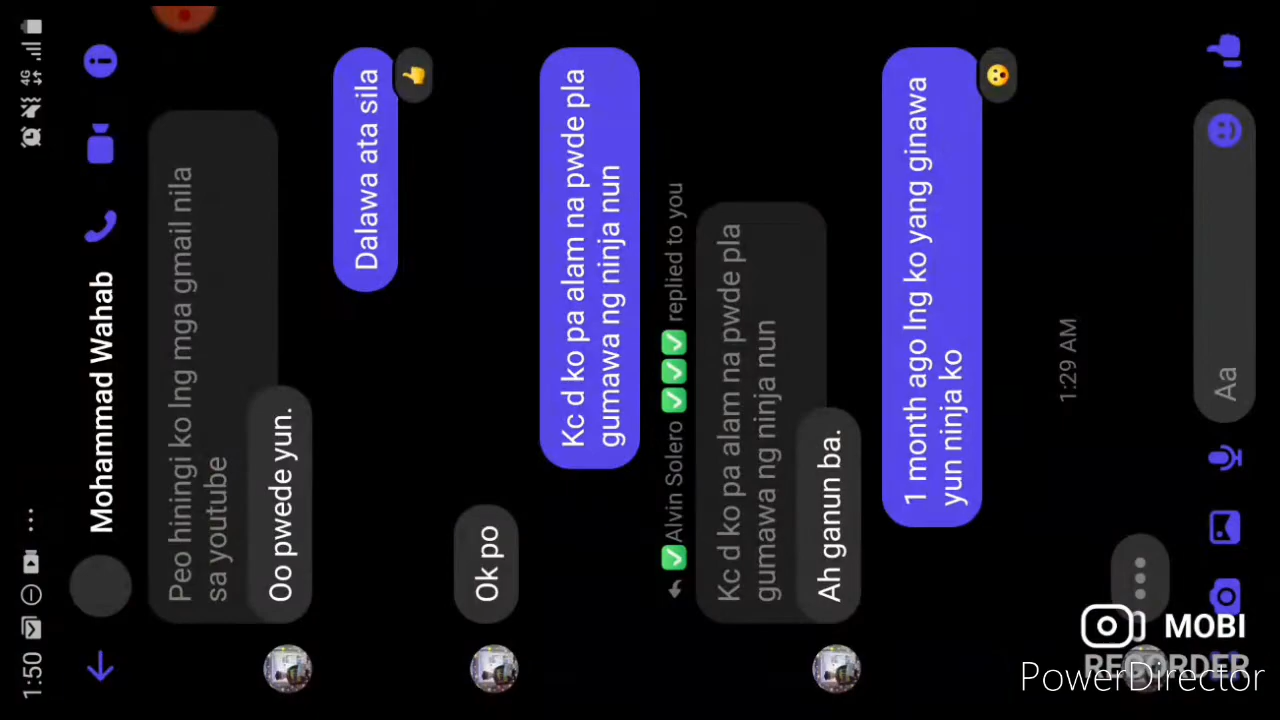 1:50
4G
Mohammad Wahab
Peo hiningi ko lng mga gmail nila
sa youtube
Oo pwede yun.
Dalawa ata sila
Ok po
Kc d ko pa alam na pwde pla
gumawa ng ninja nun
Alvin Solero replied to you
Kc d ko pa alam na pwde pla
gumawa ng ninja nun
Ah ganun ba.
1 month ago lng ko yang ginawa
yun ninja ko
1:29 AM
Aa
MOBI
RECORDER
PowerDirector